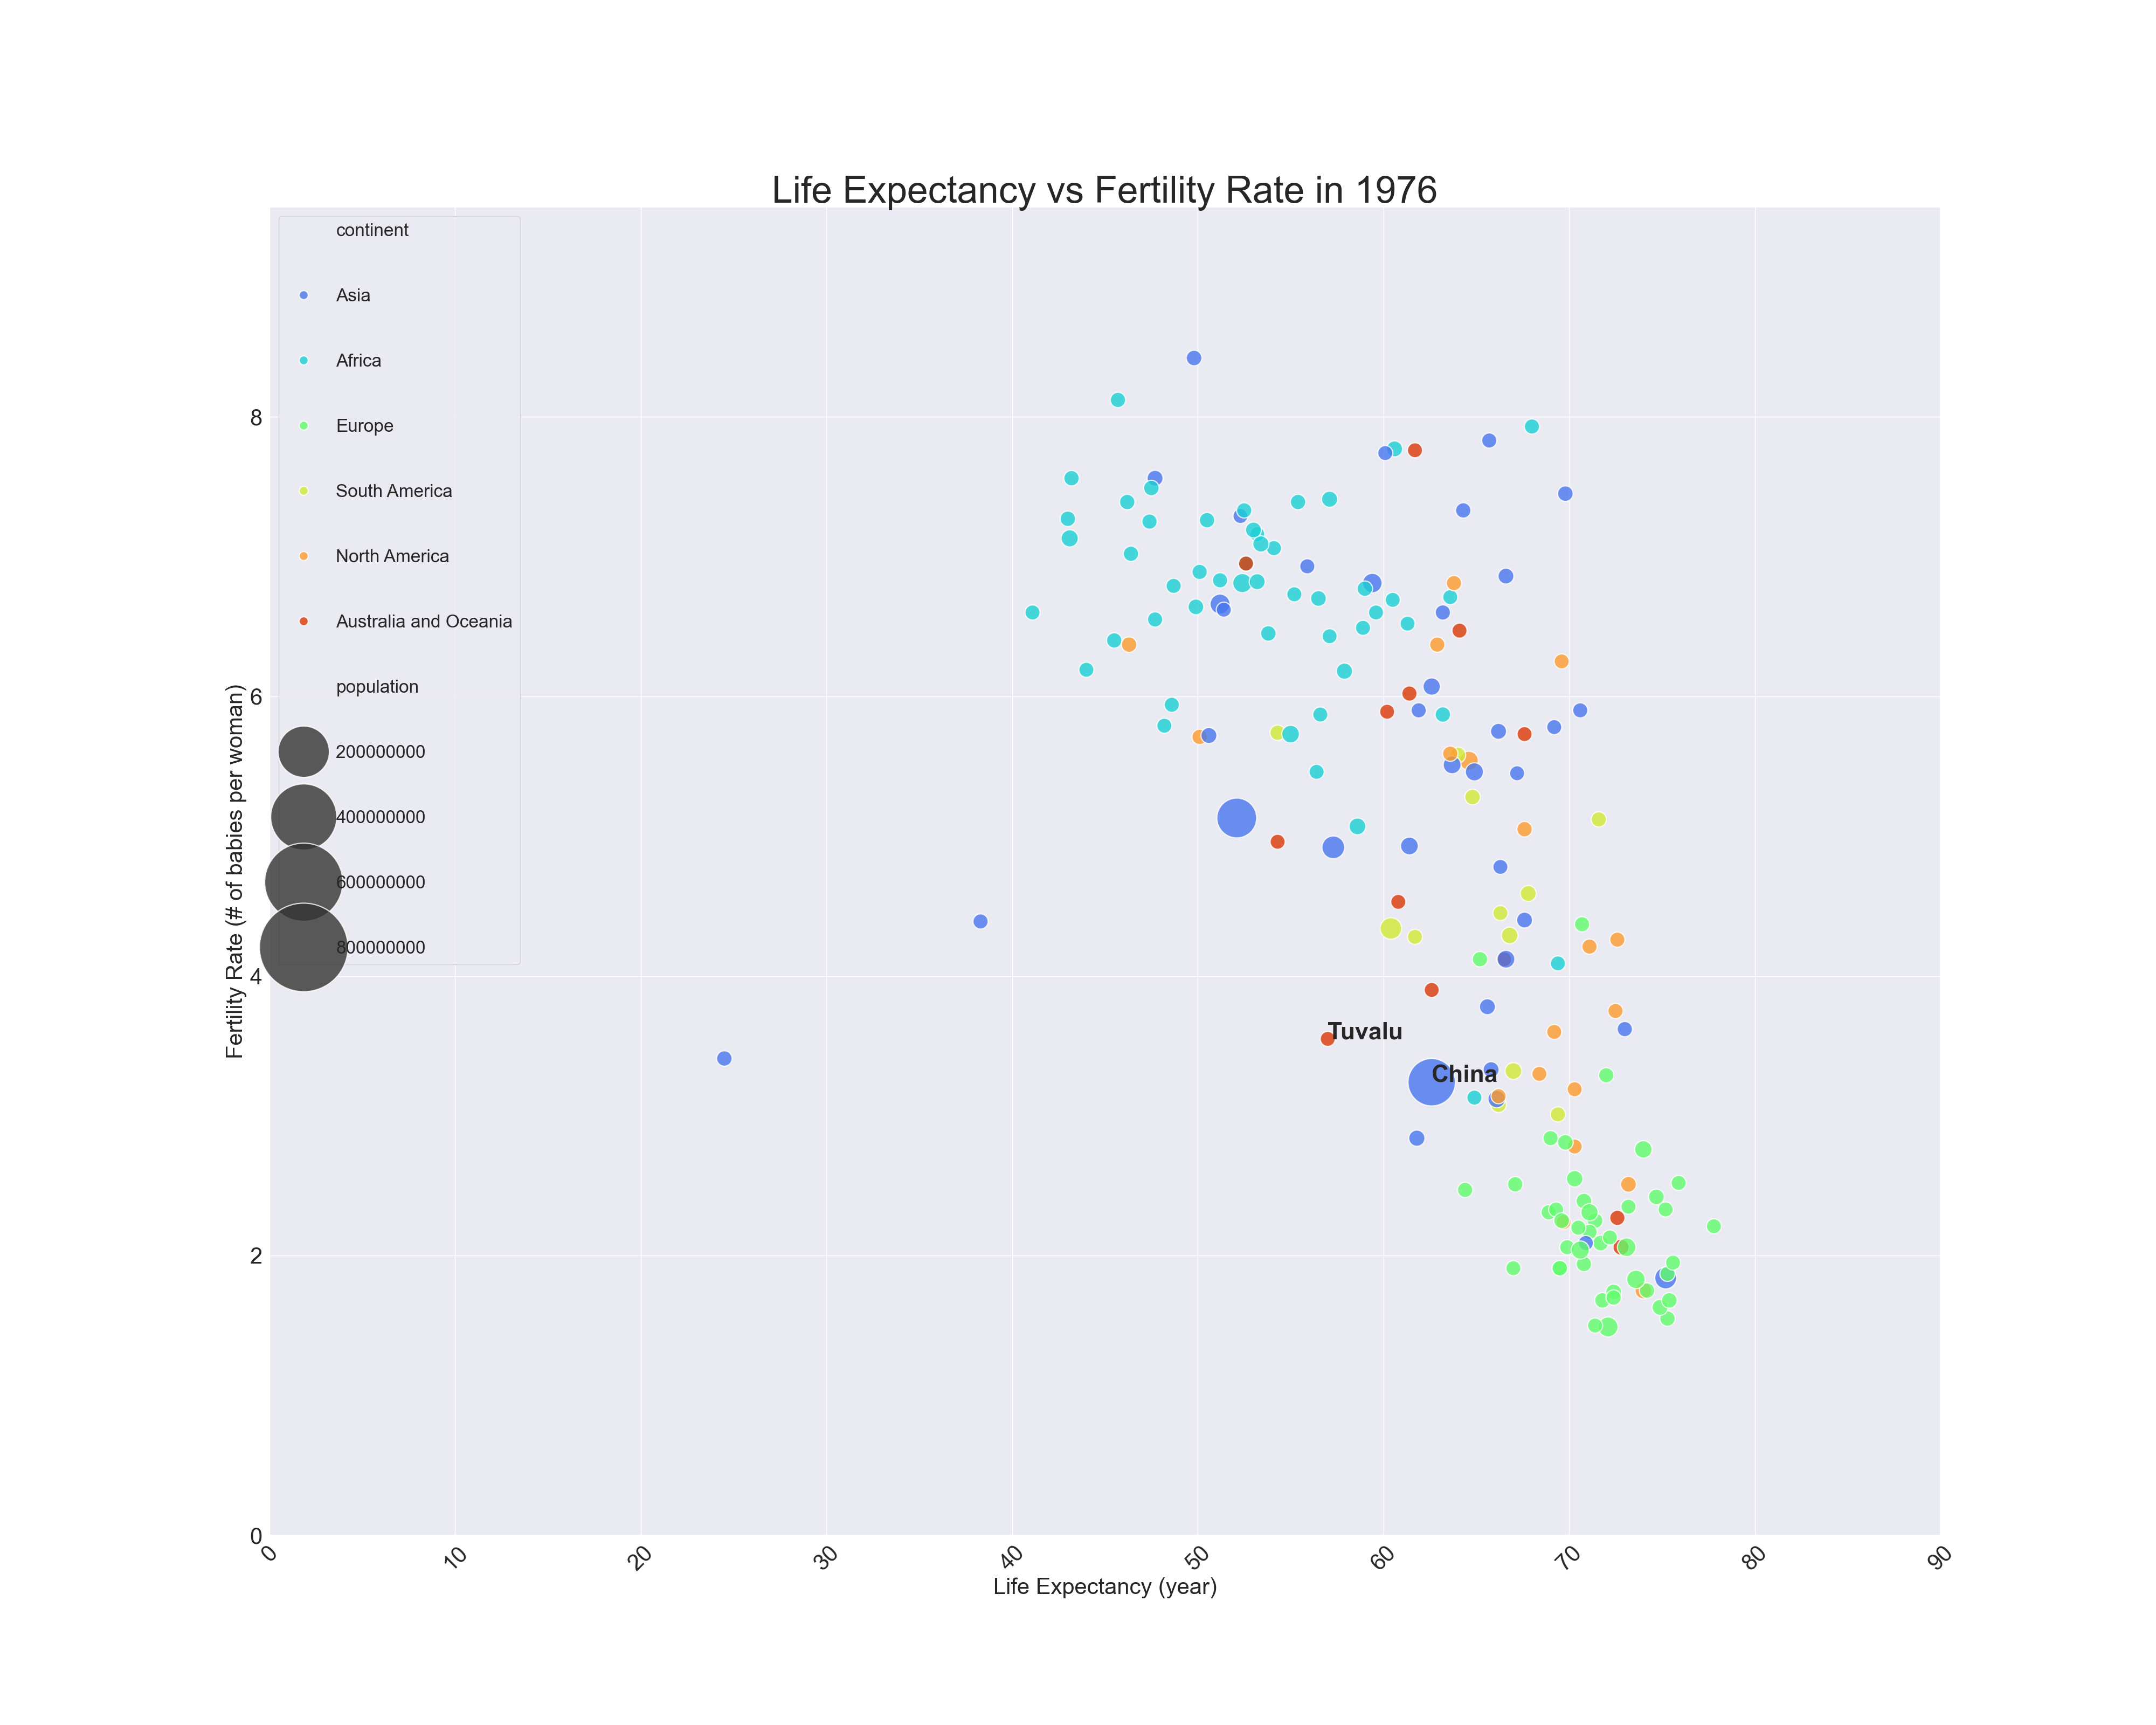 Life Expectancy vs Fertility Rate in 1976
continent
Asia
Africa
Europe
South America
North America
Australia and Oceania
population
200000000
400000000
600000000
800000000
Fertility Rate (# of babies per woman)
8
6
4
2
0
Tuvalu
China
0 10 20 30 40 50 60 70 80 90
Life Expectancy (year)